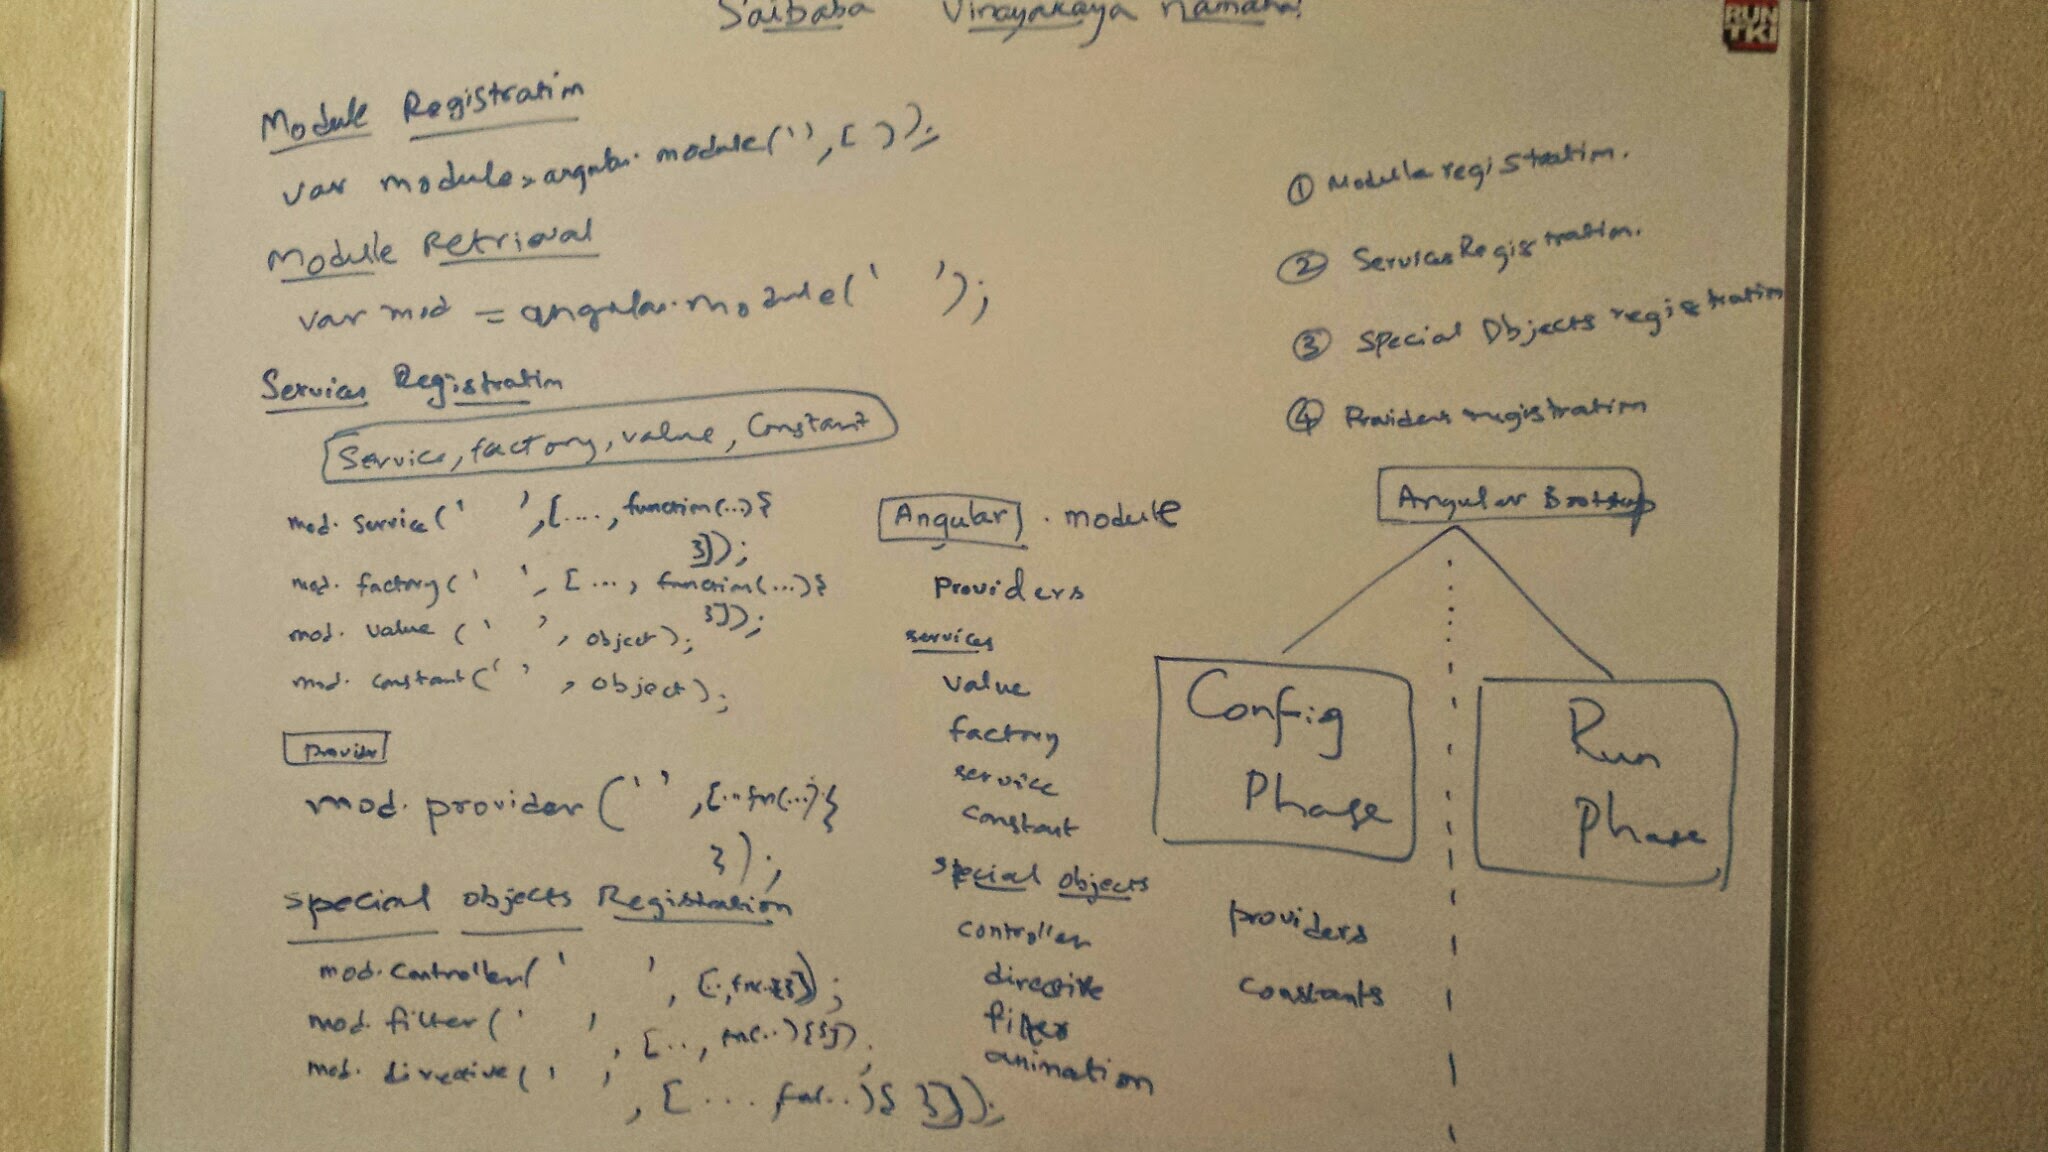 Saibaba Vinayakaya Namaha!
RUN
TKI
Module Registration
var module = angular.module('', [ ]);
Module Retrieval
var mod = angular.module(' ');
Services Registration
Service, factory, value, Constant
mod. service(' ', [...., function(...){
}]);
mod. factory(' ', [ ..., function(...){
}]);
mod. value (' ', object);
mod. constant(' ', object);
Provider
mod. provider('', [..fn(...){
});
special objects Registration
mod. controller(' ', [..,fn..{}]);
mod. filter(' ', [.., fn(..){}]);
mod. directive(' '
, [ ... , fn(...){ }]);
Angular . module
Providers
services
value
factory
service
constant
special objects
controller
directive
filter
animation
① Module registration.
② Services Registration.
③ Special Objects registration
④ Providers registration
Angular Bootstrap
Config
Phase
Run
Phase
providers
constants